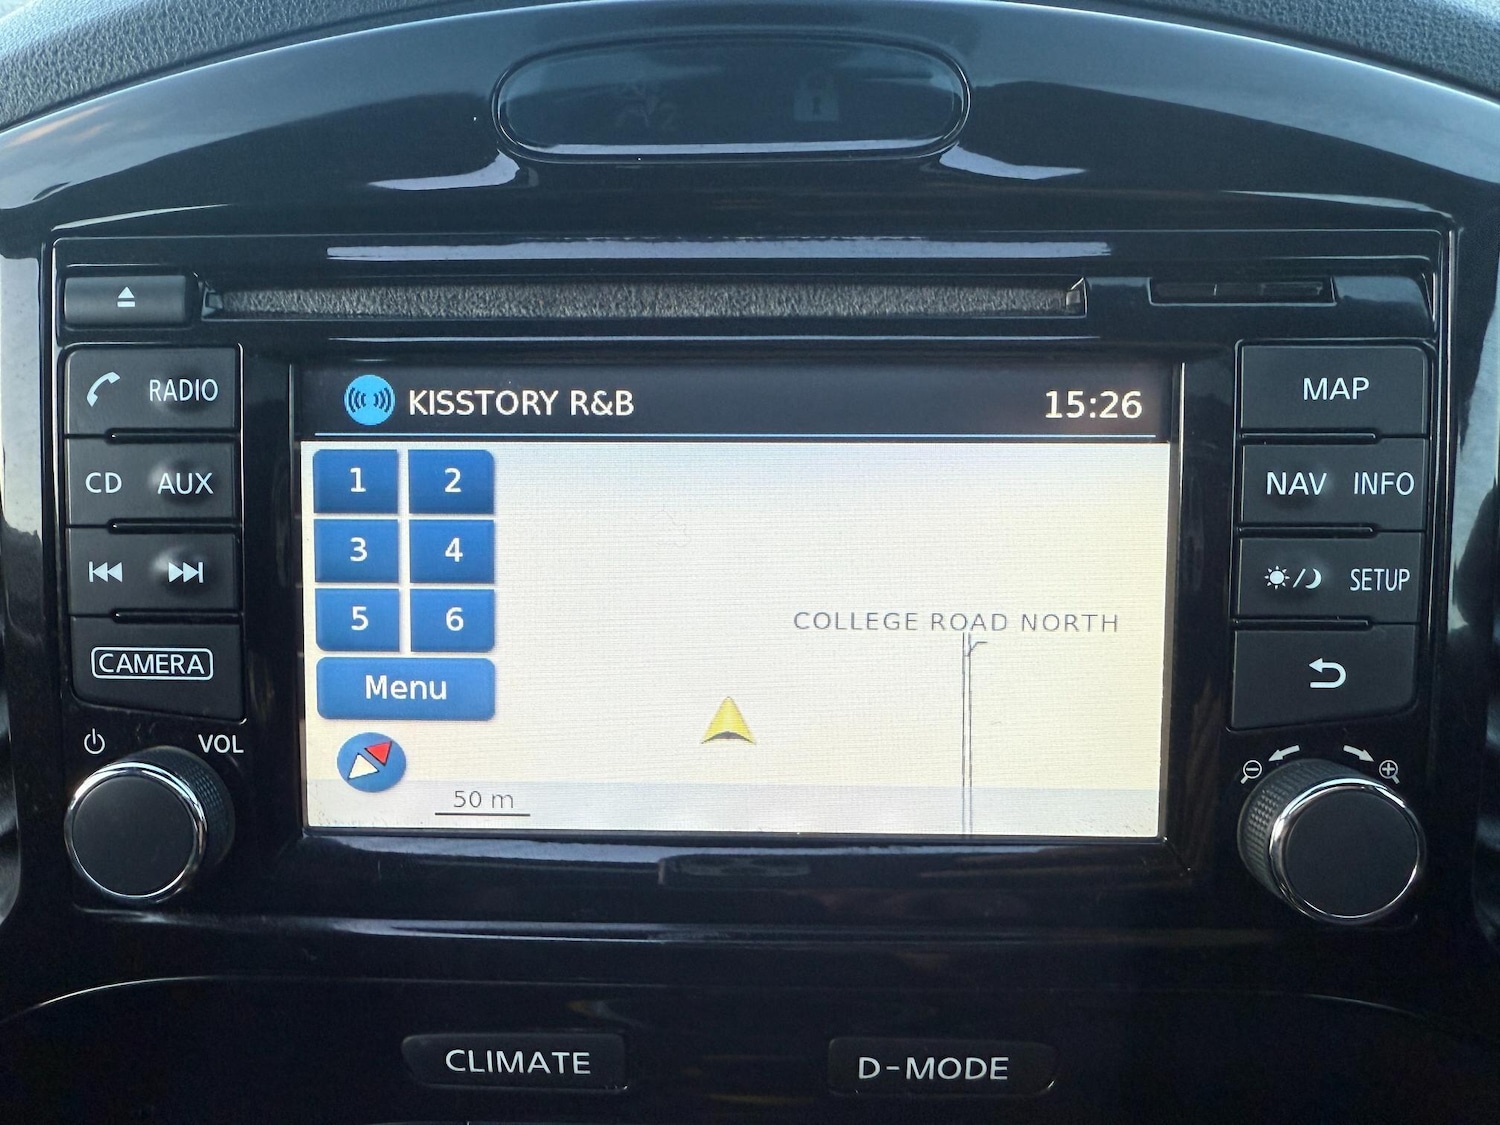 RADIO
CD AUX
CAMERA
VOL
KISSTORY R&B 15:26
1 2
3 4
5 6
Menu
50 m
COLLEGE ROAD NORTH
MAP
NAV INFO
SETUP
CLIMATE D-MODE